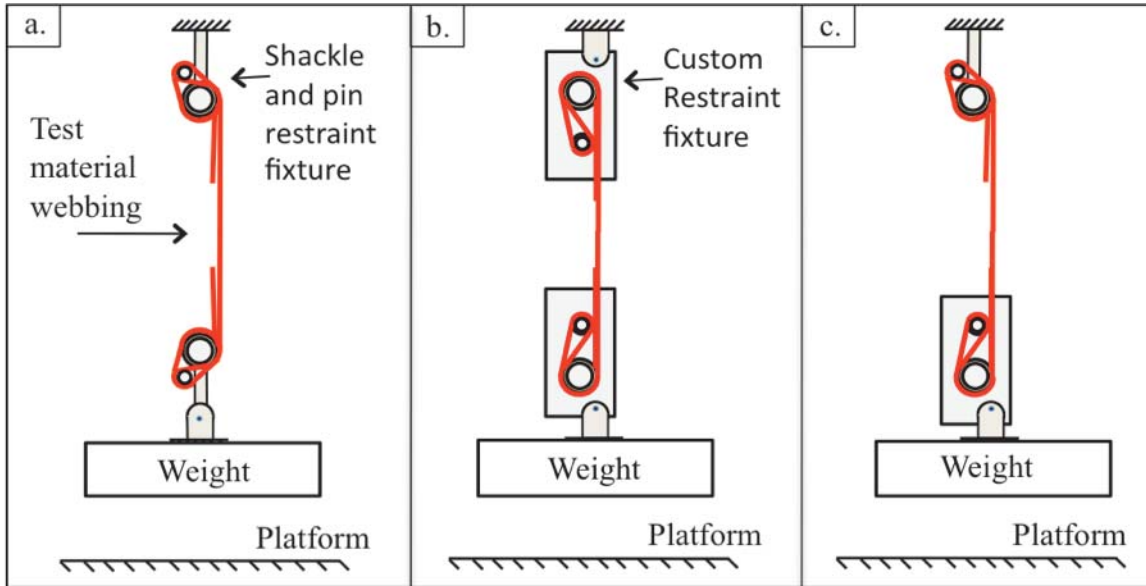 a.
Shackle
and pin
restraint
fixture
Test
material
webbing
Weight
Platform
b.
Custom
Restraint
fixture
Weight
Platform
c.
Weight
Platform